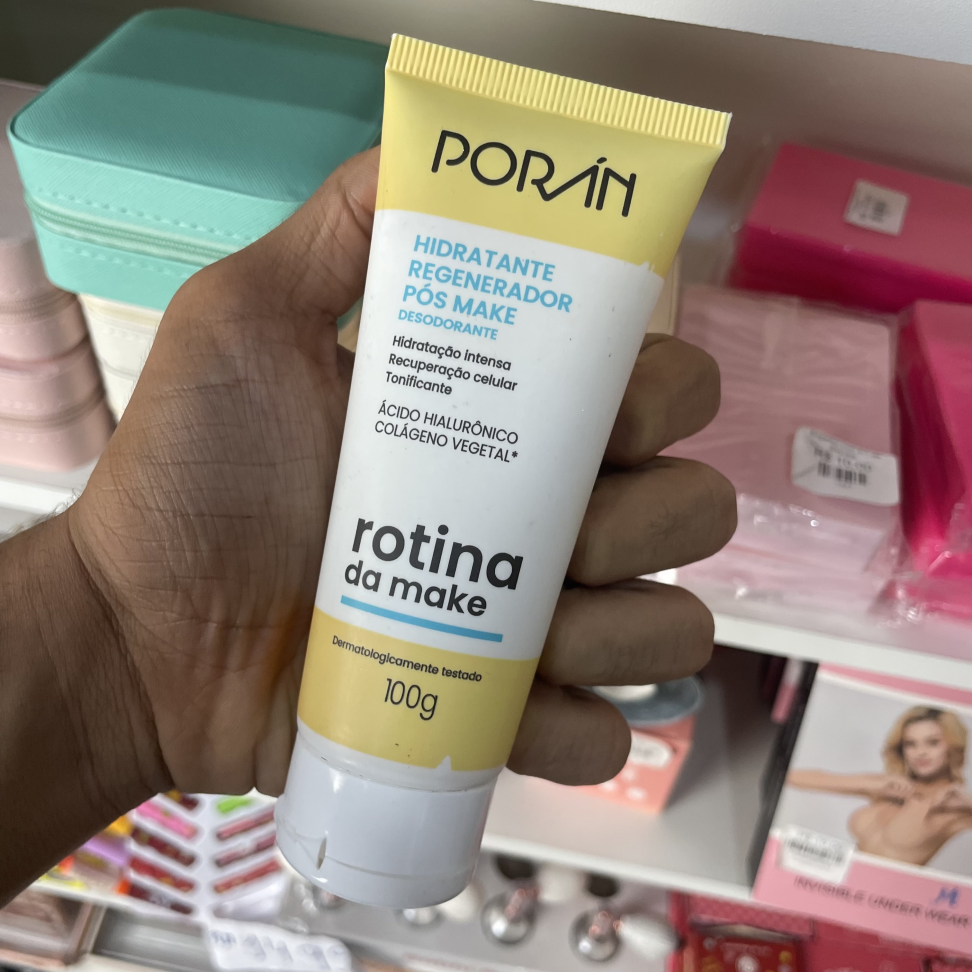 PORÁN
HIDRATANTE
REGENERADOR
PÓS MAKE
DESODORANTE
Hidratação intensa
Recuperação celular
Tonificante
ÁCIDO HIALURÔNICO
COLÁGENO VEGETAL*
rotina
da make
Dermatologicamente testado
100g
INVISIBLE UNDER WEAR